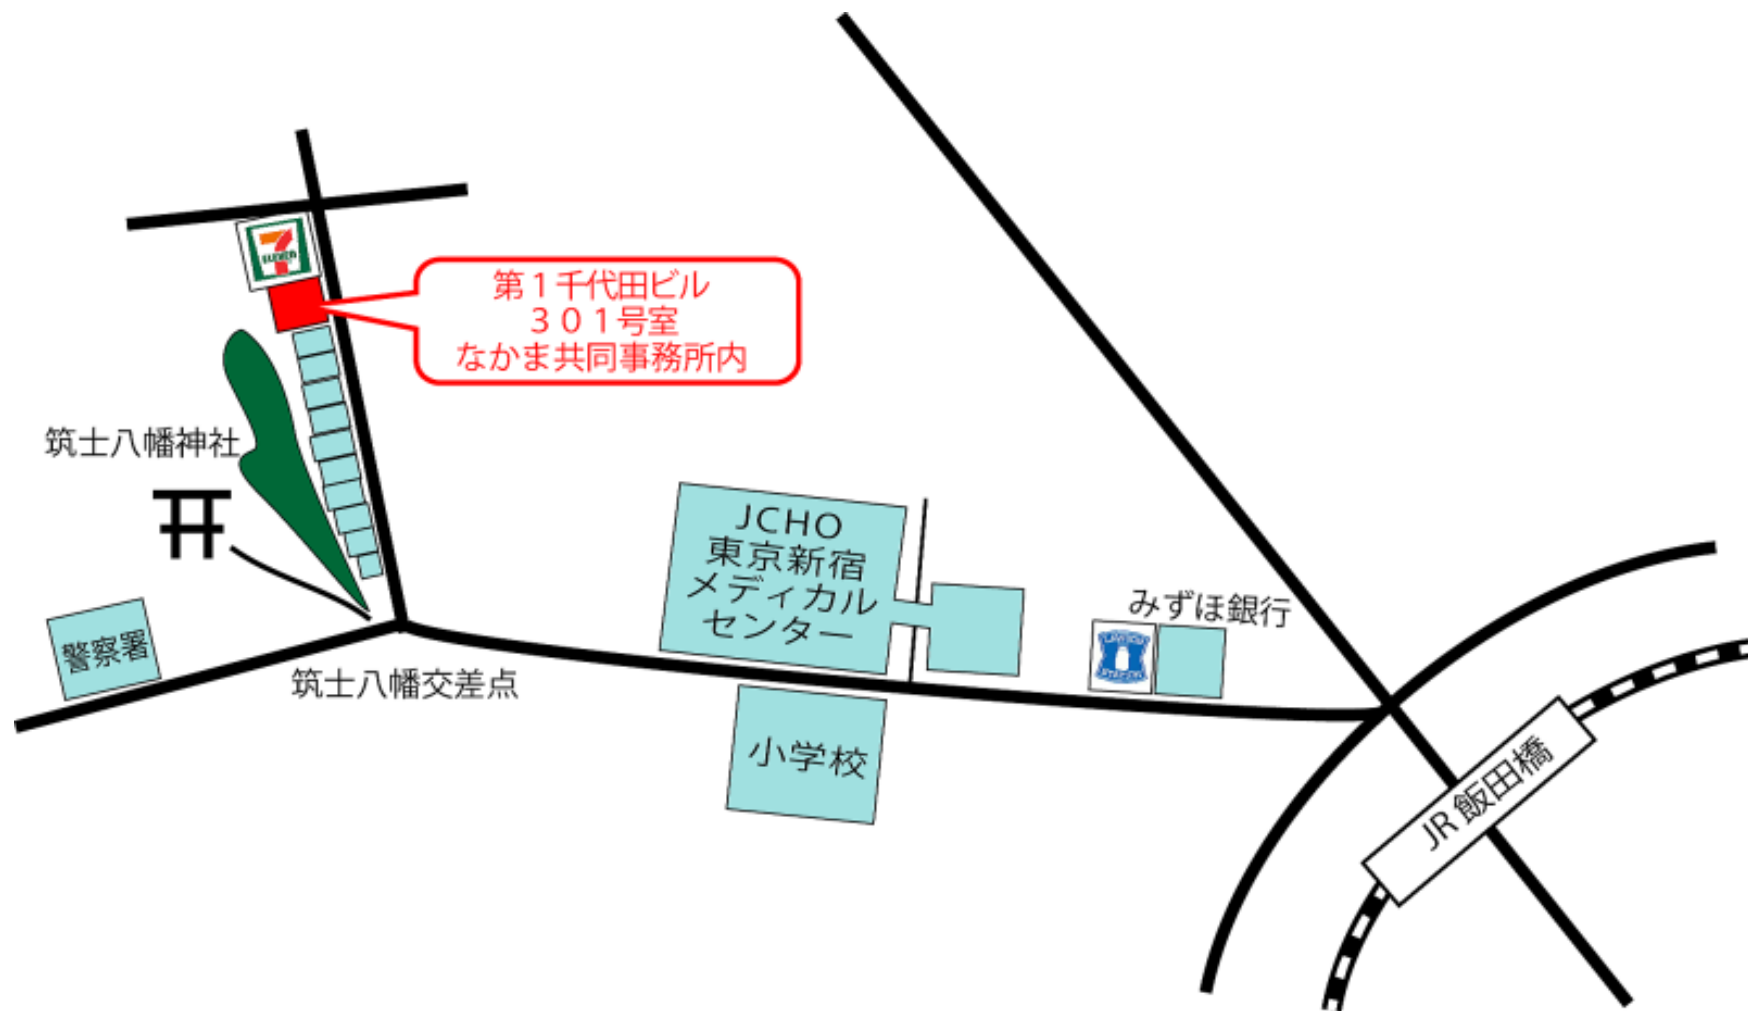 ELEVEN
第１千代田ビル
３０１号室
なかま共同事務所内
筑士八幡神社
JCHO
東京新宿
メディカル
センター
みずほ銀行
警察署
筑士八幡交差点
小学校
JR 飯田橋